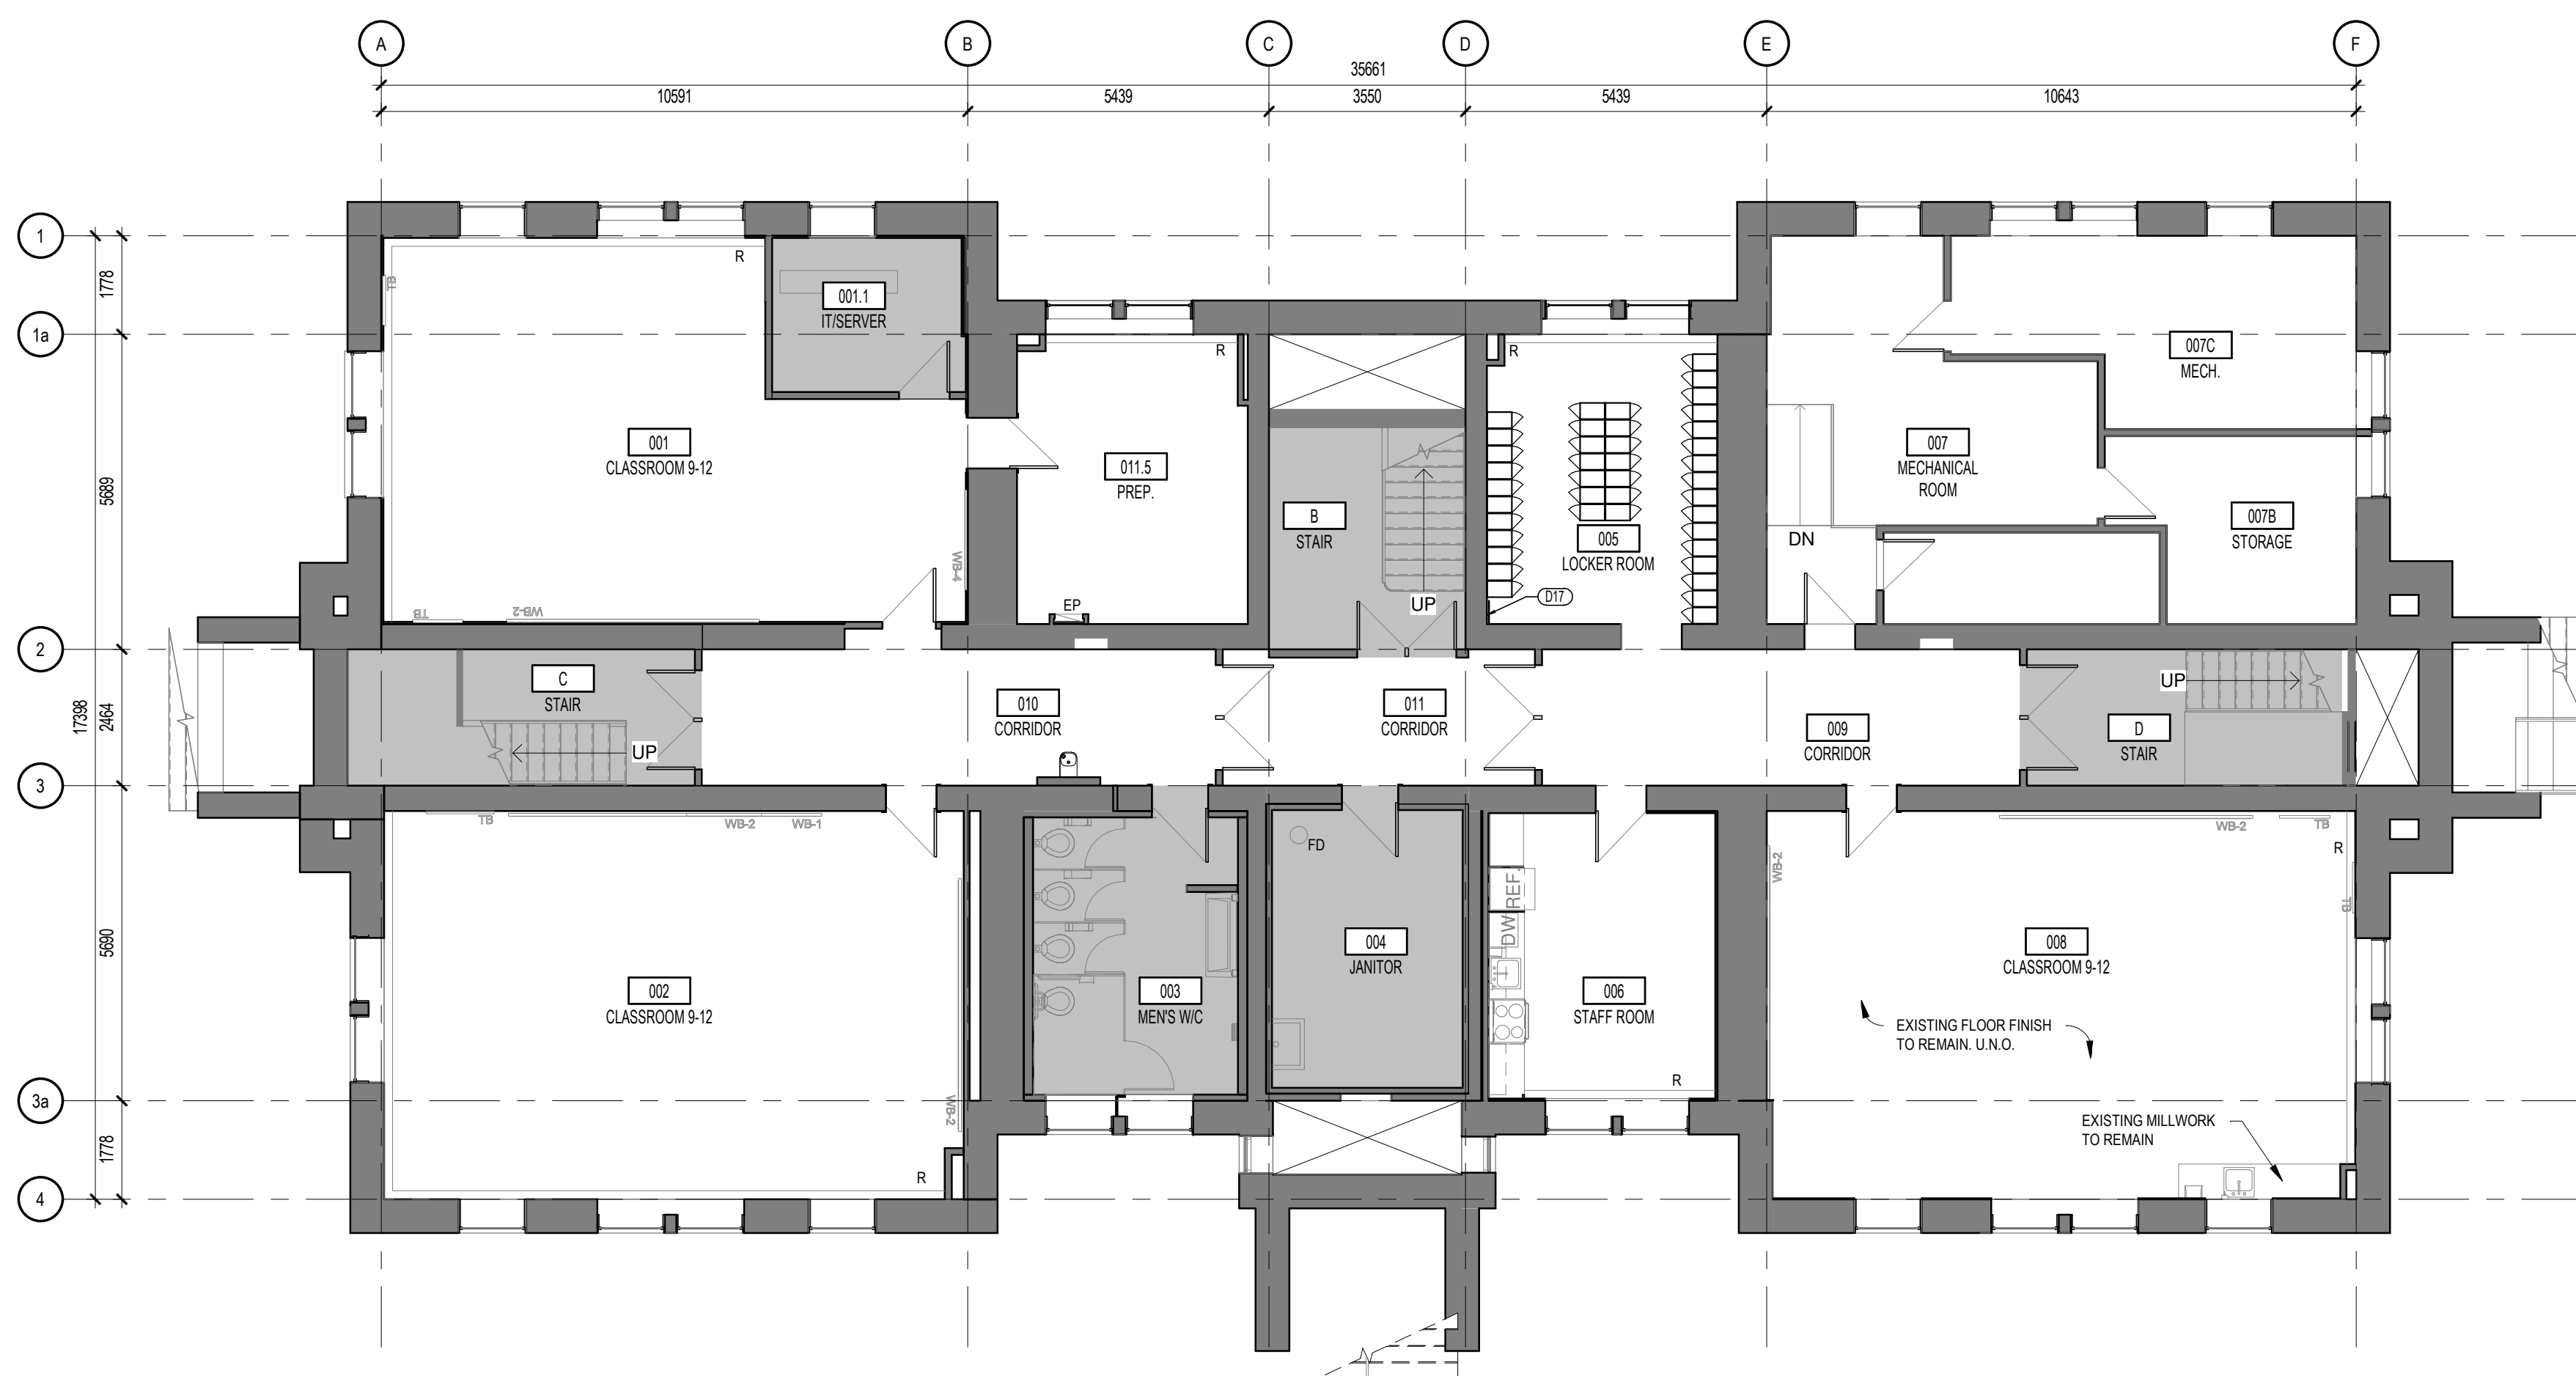 A B C D E F
35661
10591 5439 3550 5439 10643
1
1778
1a
5689
2
17398
2464
3
5690
3a
1778
4
R
TB
001.1
IT/SERVER
001
CLASSROOM 9-12
WB-4
TB
WB-2
R
011.5
PREP.
EP
B
STAIR
UP
R
005
LOCKER ROOM
D17
007
MECHANICAL
ROOM
DN
007C
MECH.
007B
STORAGE
C
STAIR
UP
010
CORRIDOR
011
CORRIDOR
009
CORRIDOR
UP
D
STAIR
TB
WB-2
WB-1
002
CLASSROOM 9-12
WB-2
R
003
MEN'S W/C
FD
004
JANITOR
REF.
DW
006
STAFF ROOM
R
WB-2
WB-2
TB
R
TB
008
CLASSROOM 9-12
EXISTING FLOOR FINISH
TO REMAIN. U.N.O.
EXISTING MILLWORK
TO REMAIN